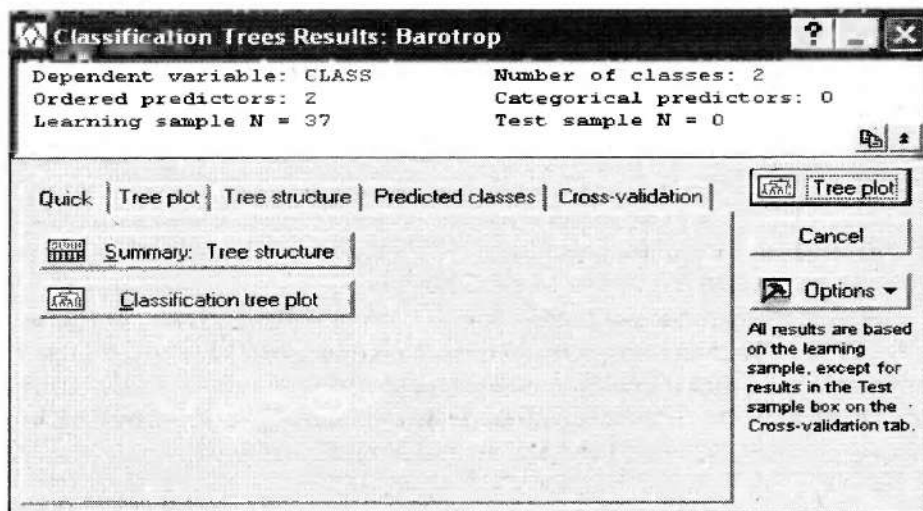 Classification Trees Results: Barotrop
? _ X
Dependent variable: CLASS Number of classes: 2
Ordered predictors: 2 Categorical predictors: 0
Learning sample N = 37 Test sample N = 0
Quick Tree plot Tree structure Predicted classes Cross-validation
Tree plot
Summary: Tree structure
Cancel
Classification tree plot
Options
All results are based
on the learning
sample, except for
results in the Test
sample box on the
Cross-validation tab.